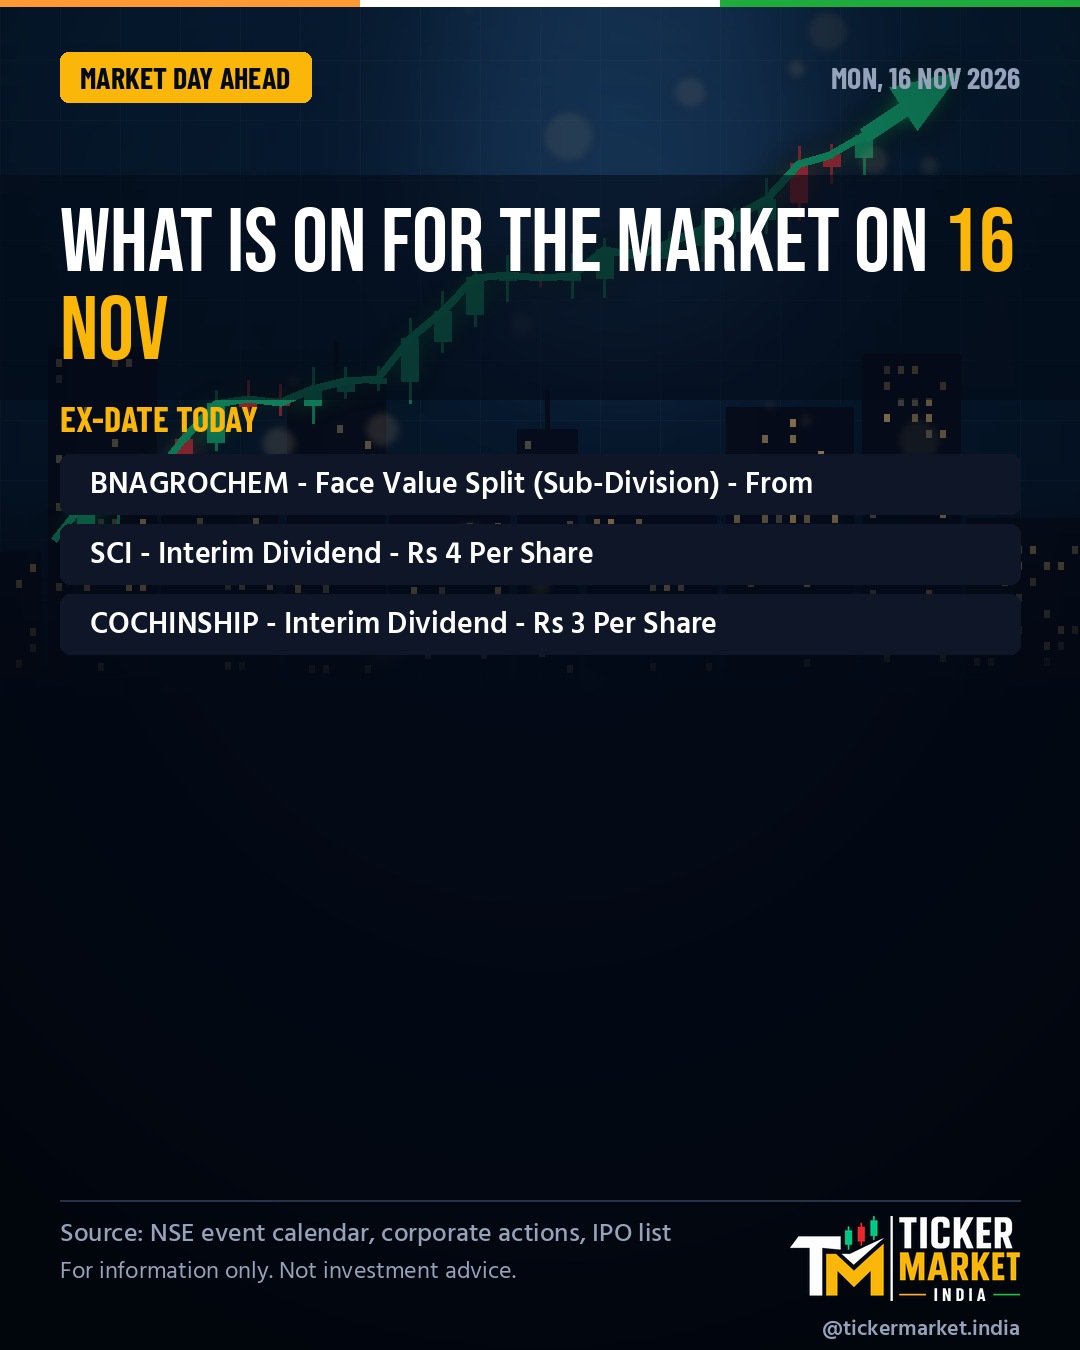 MARKET DAY AHEAD
MON, 16 NOV 2026
WHAT IS ON FOR THE MARKET ON 16
NOV
EX-DATE TODAY
BNAGROCHEM - Face Value Split (Sub-Division) - From
SCI - Interim Dividend - Rs 4 Per Share
COCHINSHIP - Interim Dividend - Rs 3 Per Share
Source: NSE event calendar, corporate actions, IPO list
For information only. Not investment advice.
TM
TICKER
MARKET
INDIA
@tickermarket.india